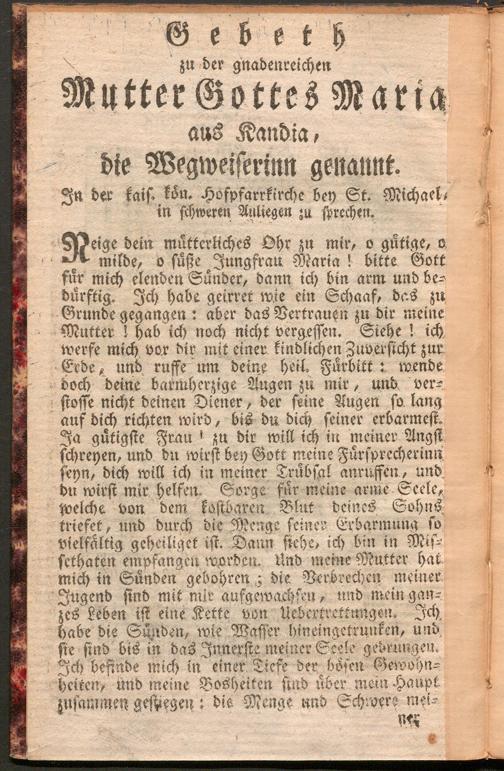 Gebeth
zu der gnadenreichen
Mutter Gottes Maria
aus Kandia,
die Wegweiserinn genannt.
In der kais. kön. Hofpfarrkirche bey St. Michael,
in schweren Anliegen zu sprechen.
Neige dein mütterliches Ohr zu mir, o gütige, o
milde, o süße Jungfrau Maria! bitte Gott
für mich elenden Sünder, dann ich bin arm und be-
dürftig. Ich habe geirret wie ein Schaaf, das zu
Grunde gegangen: aber das Vertrauen zu dir meine
Mutter! hab ich noch nicht vergessen. Siehe! ich
werfe mich vor dir mit einer kindlichen Zuversicht zur
Erde, und ruffe um deine heil. Fürbitt: wende
doch deine barmherzige Augen zu mir, und ver-
stosse nicht deinen Diener, der seine Augen so lang
auf dich richten wird, bis du dich seiner erbarmest.
Ja gütigste Frau! zu dir will ich in meiner Angst
schreyen, und du wirst bey Gott meine Fürsprecherinn
seyn, dich will ich in meiner Trübsal anruffen, und
du wirst mir helfen. Sorge für meine arme Seele,
welche von dem kostbaren Blut deines Sohns
triefet, und durch die Menge seiner Erbarmung so
vielfältig geheiliget ist. Dann siehe, ich bin in Mis-
sethaten empfangen worden. Und meine Mutter hat
mich in Sünden gebohren; die Verbrechen meiner
Jugend sind mit mir aufgewachsen, und mein gan-
zes Leben ist eine Kette von Uebertrettungen. Ich
habe die Sünden, wie Wasser hineingetrunken, und
sie sind bis in das Innerste meiner Seele gedrungen.
Ich befinde mich in einer Tiefe der bösen Gewohn-
heiten, und meine Bosheiten sind über mein Haupt
zusammen gestiegen: die Menge und Schwere mei-
ner